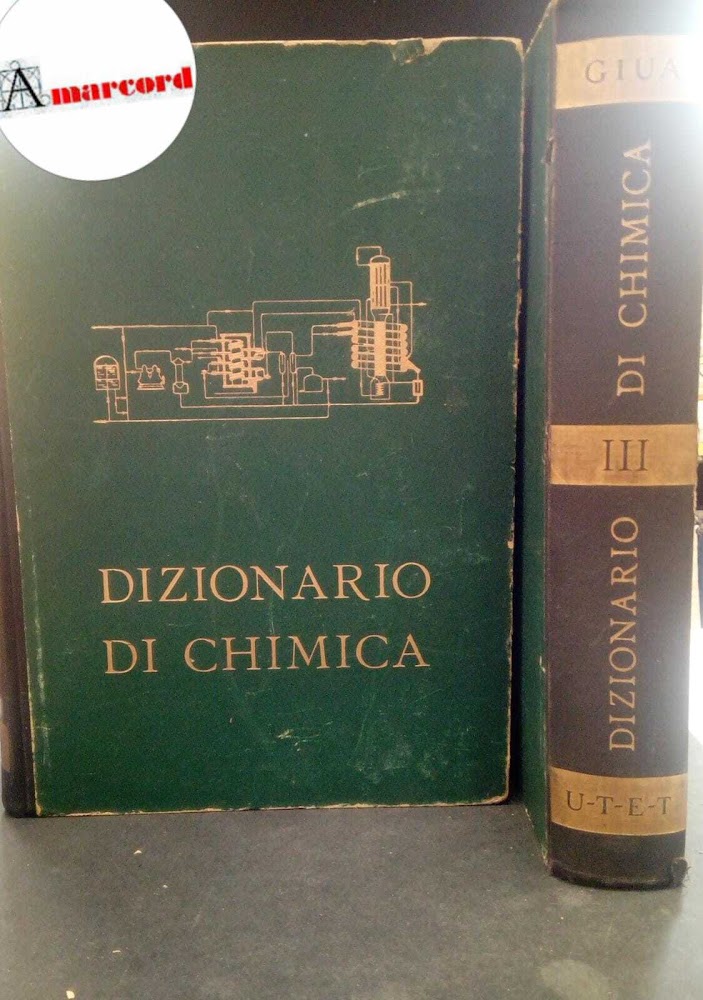 Amarcord
DIZIONARIO
DI CHIMICA
GIUA
DIZIONARIO DI CHIMICA
III
U-T-E-T